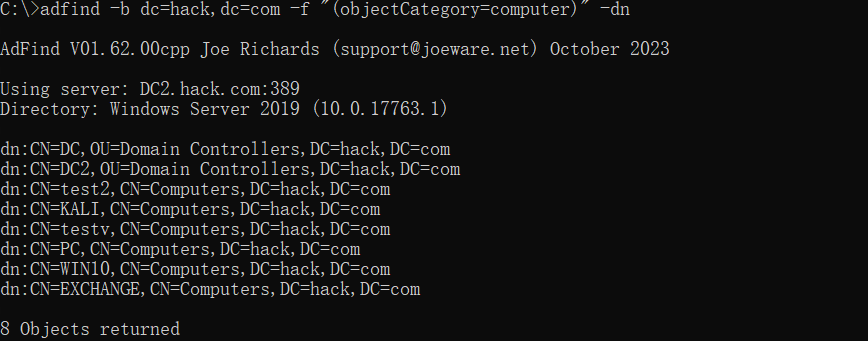 C:\>adfind -b dc=hack,dc=com -f "(objectCategory=computer)" -dn
AdFind V01.62.00cpp Joe Richards (support@joeware.net) October 2023
Using server: DC2.hack.com:389
Directory: Windows Server 2019 (10.0.17763.1)
dn:CN=DC,OU=Domain Controllers,DC=hack,DC=com
dn:CN=DC2,OU=Domain Controllers,DC=hack,DC=com
dn:CN=test2,CN=Computers,DC=hack,DC=com
dn:CN=KALI,CN=Computers,DC=hack,DC=com
dn:CN=testv,CN=Computers,DC=hack,DC=com
dn:CN=PC,CN=Computers,DC=hack,DC=com
dn:CN=WIN10,CN=Computers,DC=hack,DC=com
dn:CN=EXCHANGE,CN=Computers,DC=hack,DC=com
8 Objects returned